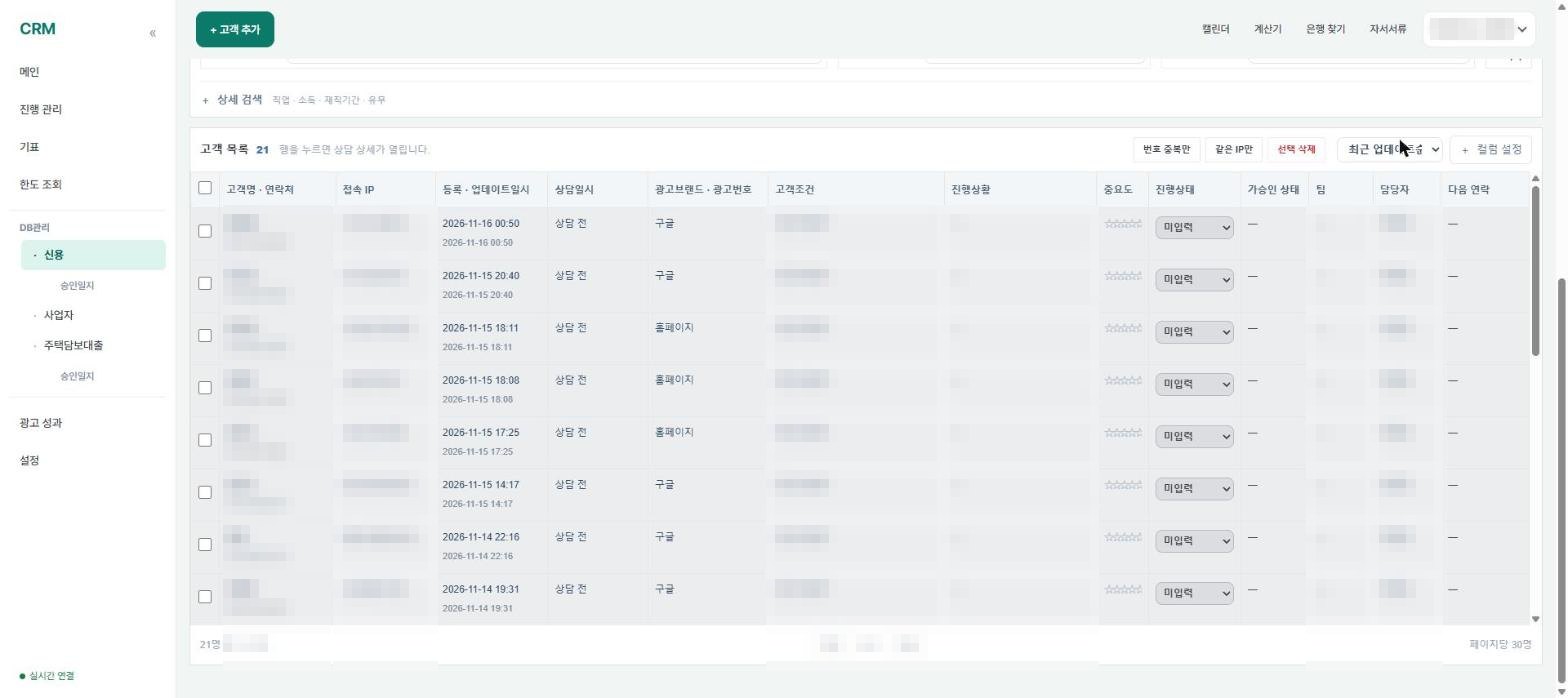 CRM «
메인
진행 관리
기표
한도 조회
DB관리
· 신용
승인일지
· 사업자
· 주택담보대출
승인일지
광고 성과
설정
실시간 연결
+ 고객 추가
캘린더 계산기 은행 찾기 자서서류
+ 상세 검색 직업 · 소득 · 재직기간 · 유무
고객 목록 21 행을 누르면 상담 상세가 열립니다. 번호 중복만 같은 IP만 선택 삭제 최근 + 컬럼 설정
고객명 · 연락처 접속 IP 등록 · 업데이트일시 상담일시 광고브랜드 · 광고번호 고객조건 진행상황 중요도 진행상태 가승인 상태 팀 담당자 다음 연락
2026-11-16 00:50 상담 전 구글 ☆☆☆☆☆ 미입력 — —
2026-11-16 00:50
2026-11-15 20:40 상담 전 구글 ☆☆☆☆☆ 미입력 — —
2026-11-15 20:40
2026-11-15 18:11 상담 전 홈페이지 ☆☆☆☆☆ 미입력 — —
2026-11-15 18:11
2026-11-15 18:08 상담 전 홈페이지 ☆☆☆☆☆ 미입력 — —
2026-11-15 18:08
2026-11-15 17:25 상담 전 홈페이지 ☆☆☆☆☆ 미입력 — —
2026-11-15 17:25
2026-11-15 14:17 상담 전 구글 ☆☆☆☆☆ 미입력 — —
2026-11-15 14:17
2026-11-14 22:16 상담 전 구글 ☆☆☆☆☆ 미입력 — —
2026-11-14 22:16
2026-11-14 19:31 상담 전 구글 ☆☆☆☆☆ 미입력 — —
2026-11-14 19:31
21명 페이지당 30명